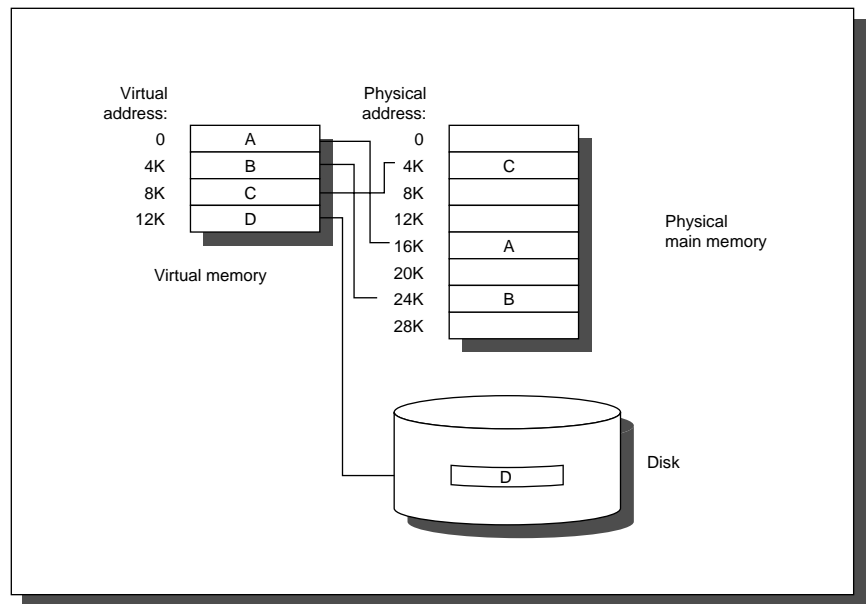 Virtual
address:
0
4K
8K
12K
A
B
C
D
Virtual memory
Physical
address:
0
4K
8K
12K
16K
20K
24K
28K
C
A
B
Physical
main memory
D
Disk